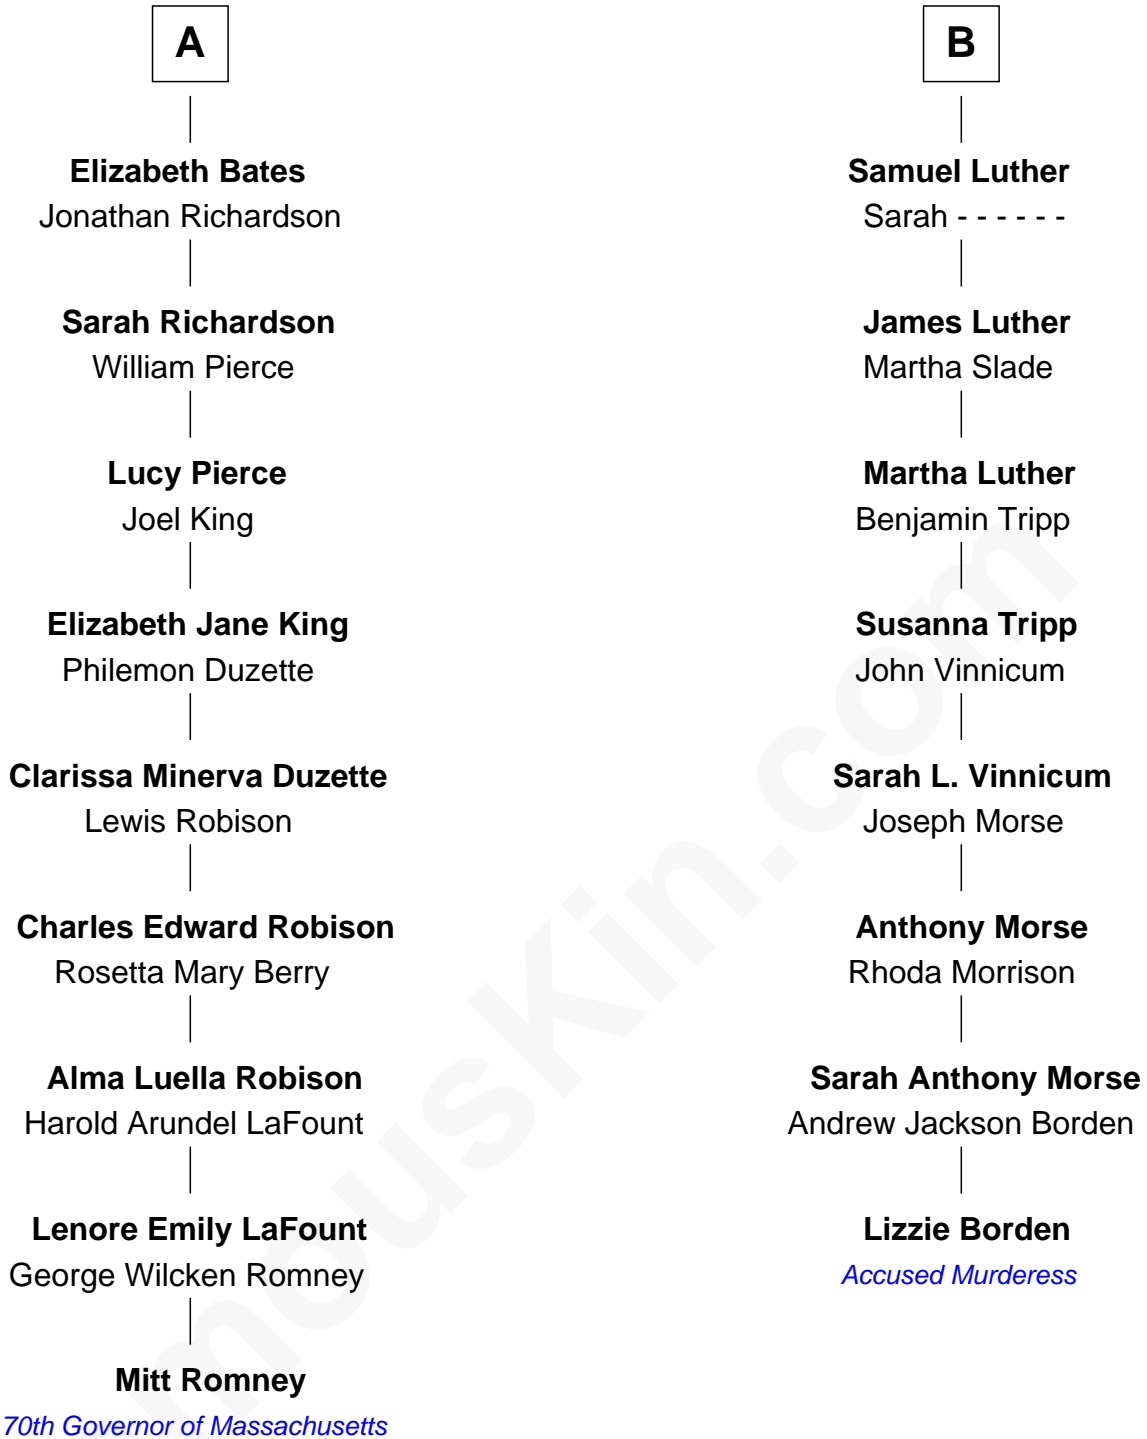 A
Elizabeth Bates
Jonathan Richardson
Sarah Richardson
William Pierce
Lucy Pierce
Joel King
Elizabeth Jane King
Philemon Duzette
Clarissa Minerva Duzette
Lewis Robison
Charles Edward Robison
Rosetta Mary Berry
Alma Luella Robison
Harold Arundel LaFount
Lenore Emily LaFount
George Wilcken Romney
Mitt Romney
70th Governor of Massachusetts
B
Samuel Luther
Sarah - - - - - -
James Luther
Martha Slade
Martha Luther
Benjamin Tripp
Susanna Tripp
John Vinnicum
Sarah L. Vinnicum
Joseph Morse
Anthony Morse
Rhoda Morrison
Sarah Anthony Morse
Andrew Jackson Borden
Lizzie Borden
Accused Murderess
mouskin.com